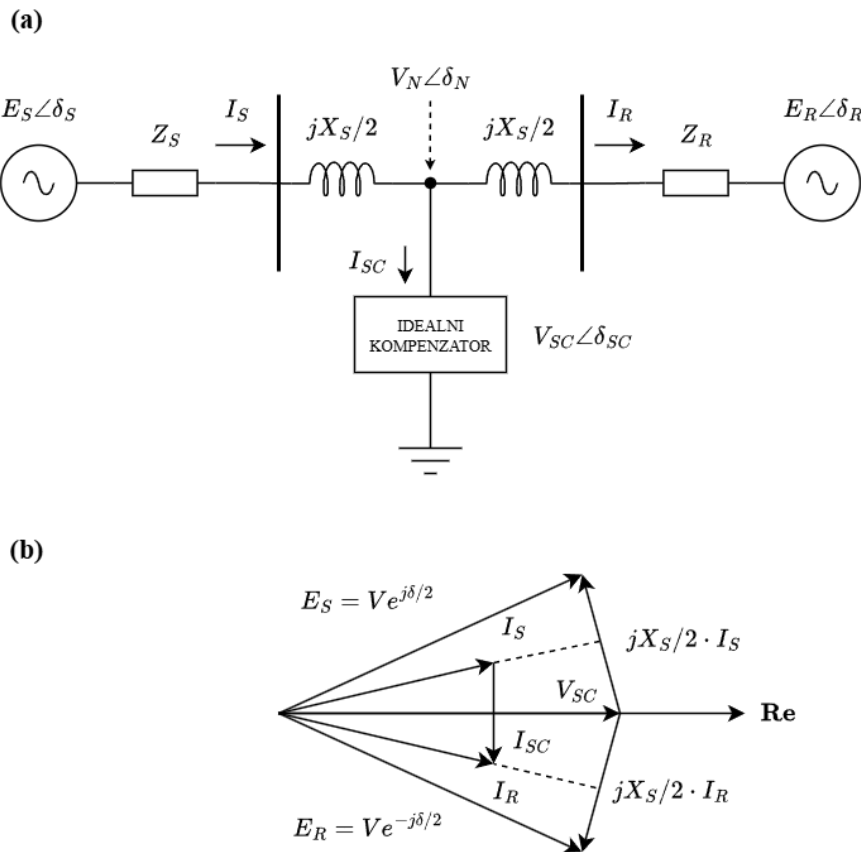 (a)
V_N∠δ_N
E_S∠δ_S
I_S
jX_S/2
jX_S/2
I_R
E_R∠δ_R
Z_S
Z_R
I_SC
IDEALNI
KOMPENZATOR
V_SC∠δ_SC
(b)
E_S = Ve^{jδ/2}
I_S
jX_S/2 · I_S
V_SC
Re
I_SC
I_R
jX_S/2 · I_R
E_R = Ve^{-jδ/2}